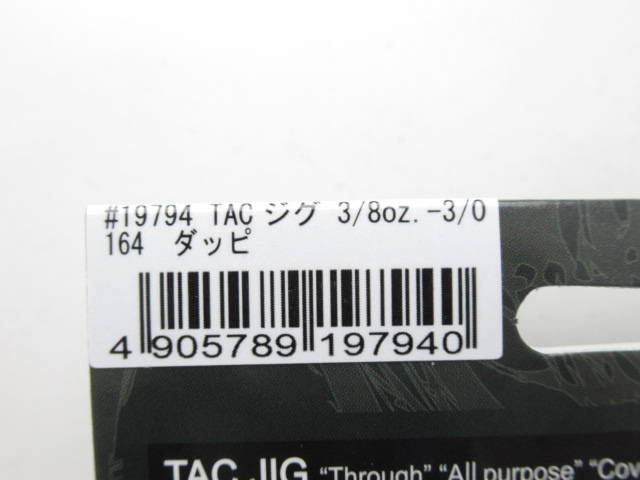 #19794 TAC ジグ 3/8oz.-3/0
164 ダッピ
4 905789 197940
TAC JIG "Through" "All purpose"